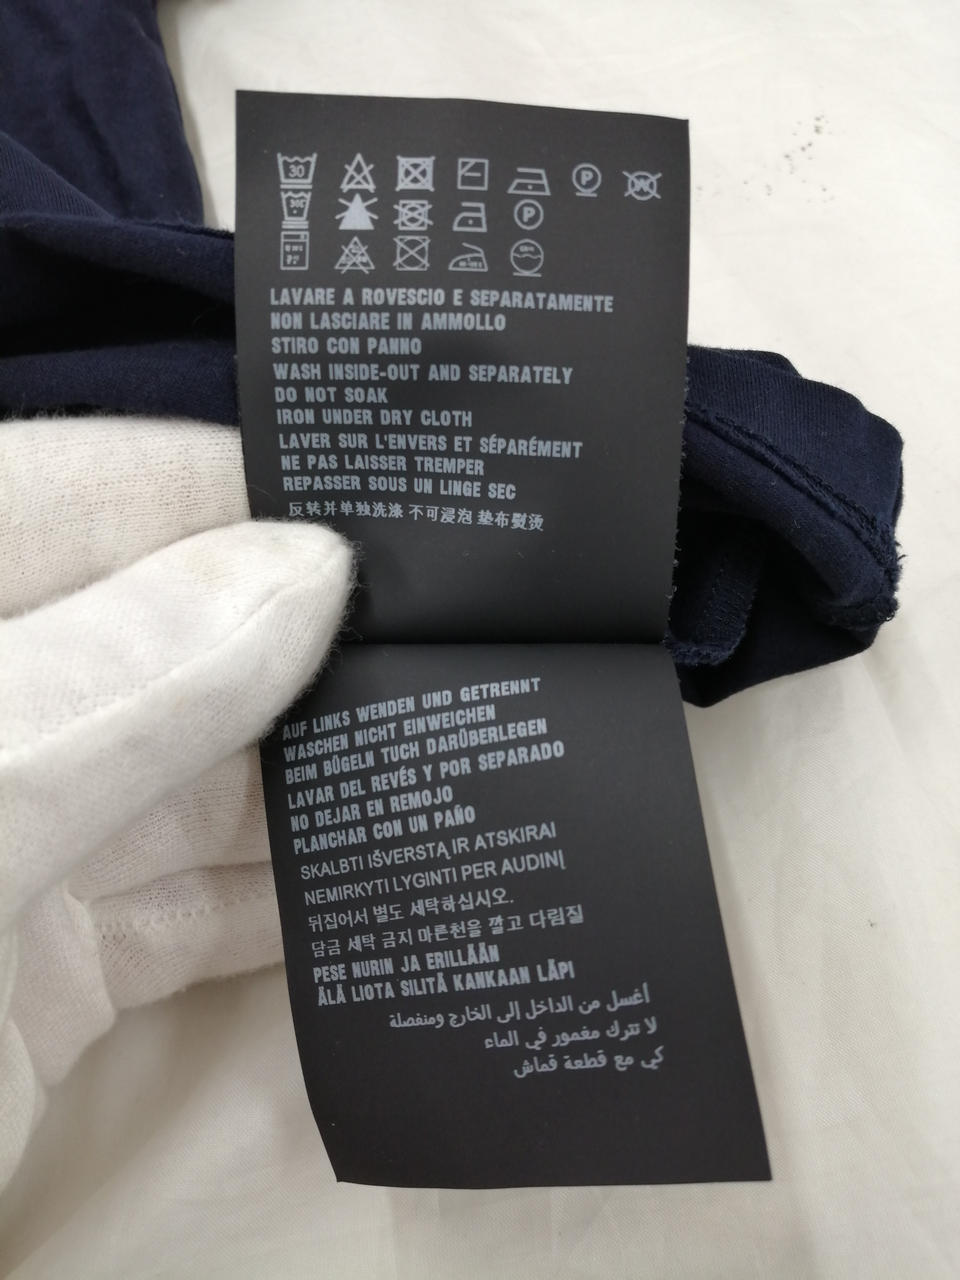 30
P
W
30C
P
LAVARE A ROVESCIO E SEPARATAMENTE
NON LASCIARE IN AMMOLLO
STIRO CON PANNO
WASH INSIDE-OUT AND SEPARATELY
DO NOT SOAK
IRON UNDER DRY CLOTH
LAVER SUR L'ENVERS ET SÉPARÉMENT
NE PAS LAISSER TREMPER
REPASSER SOUS UN LINGE SEC
反转并单独洗涤 不可浸泡 垫布熨烫
AUF LINKS WENDEN UND GETRENNT
WASCHEN NICHT EINWEICHEN
BEIM BÜGELN TUCH DARÜBERLEGEN
LAVAR DEL REVÉS Y POR SEPARADO
NO DEJAR EN REMOJO
PLANCHAR CON UN PAÑO
SKALBTI IŠVERSTĄ IR ATSKIRAI
NEMIRKYTI LYGINTI PER AUDINĮ
뒤집어서 별도 세탁하십시오.
담금 세탁 금지 마른천을 깔고 다림질
PESE NURIN JA ERILLÄÄN
ÄLÄ LIOTA SILITÄ KANKAAN LÄPI
أغسل من الداخل إلى الخارج ومنفصلة
لا تترك مغمور في الماء
كي مع قطعة قماش